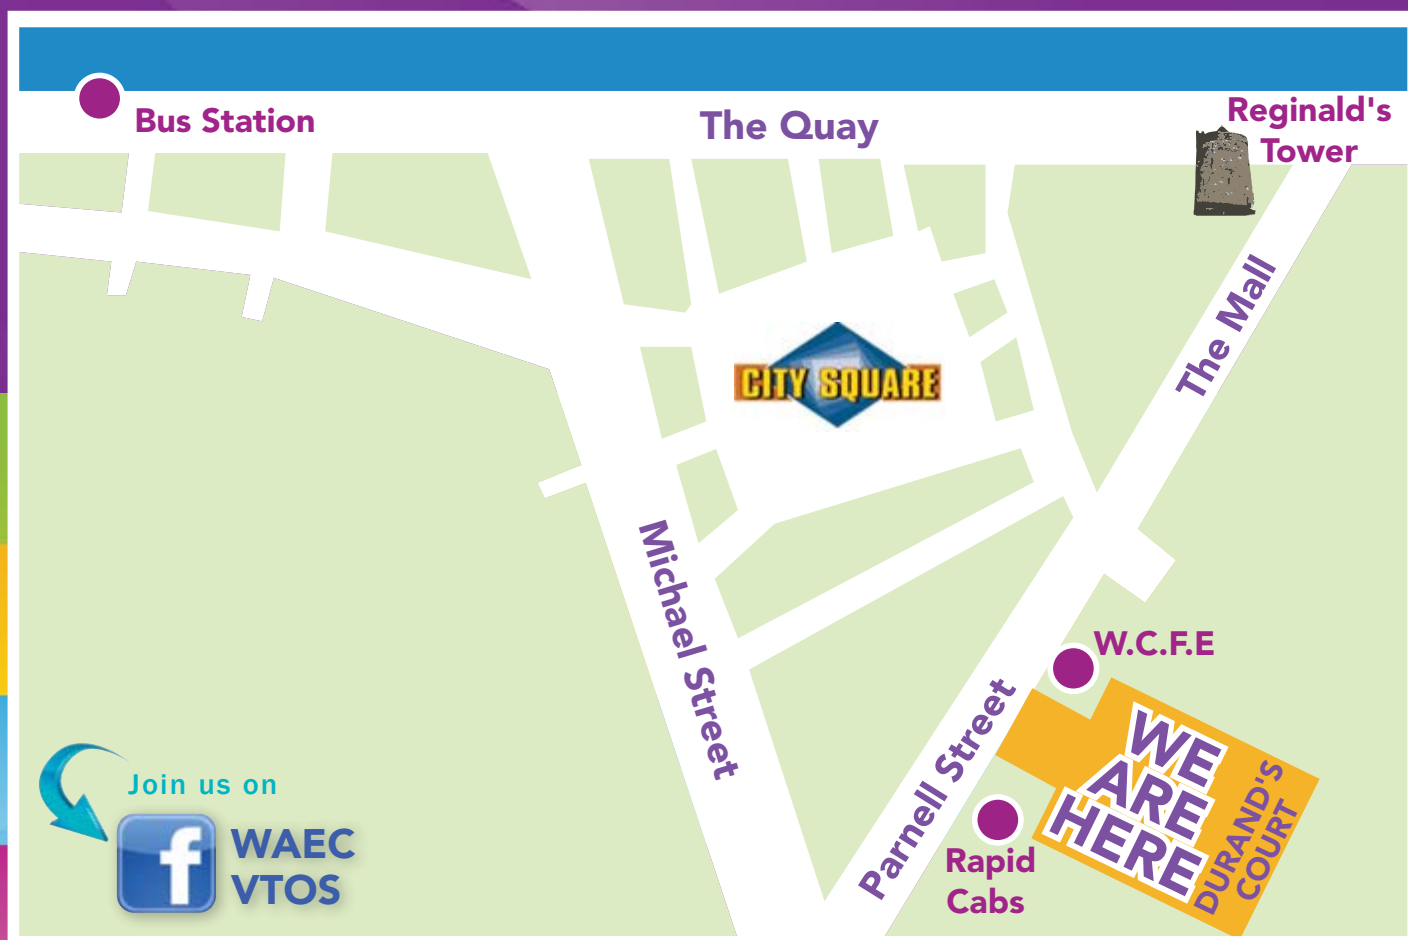 Bus Station
The Quay
Reginald's
Tower
The Mall
CITY SQUARE
Michael Street
W.C.F.E
Parnell Street
WE
ARE
HERE
DURAND'S
COURT
Rapid
Cabs
Join us on
f
WAEC
VTOS